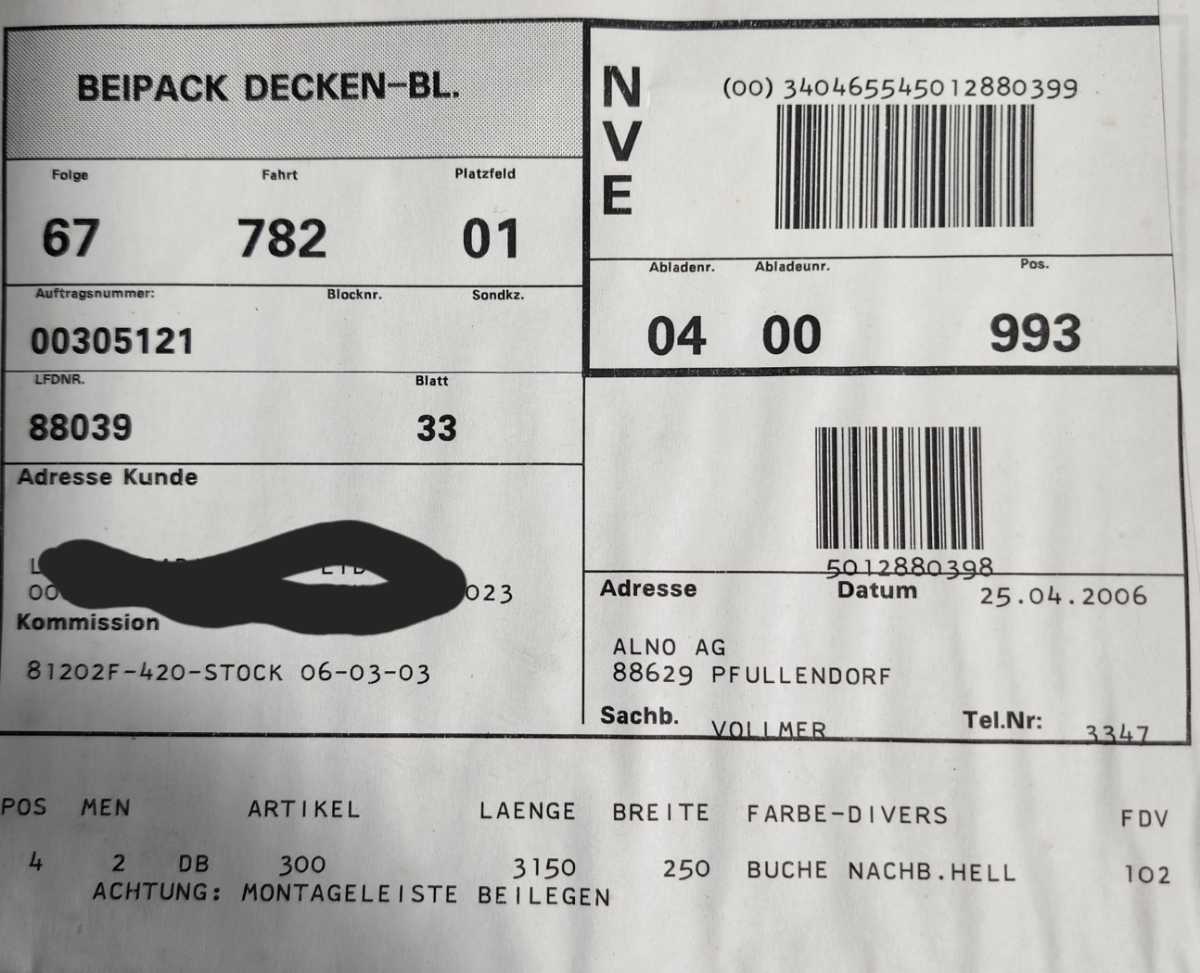 BEIPACK DECKEN-BL.
Folge Fahrt Platzfeld
67 782 01
Auftragsnummer: Blocknr. Sondkz.
00305121
LFDNR. Blatt
88039 33
Adresse Kunde
023
Kommission
81202F-420-STOCK 06-03-03
NVE
(00) 340465545012880399
Abladenr. Abladeunr. Pos.
04 00 993
5012880398
Adresse Datum 25.04.2006
ALNO AG
88629 PFULLENDORF
Sachb. VOLLMER Tel.Nr: 3347
POS MEN ARTIKEL LAENGE BREITE FARBE-DIVERS FDV
4 2 DB 300 3150 250 BUCHE NACHB.HELL 102
ACHTUNG: MONTAGELEISTE BEILEGEN